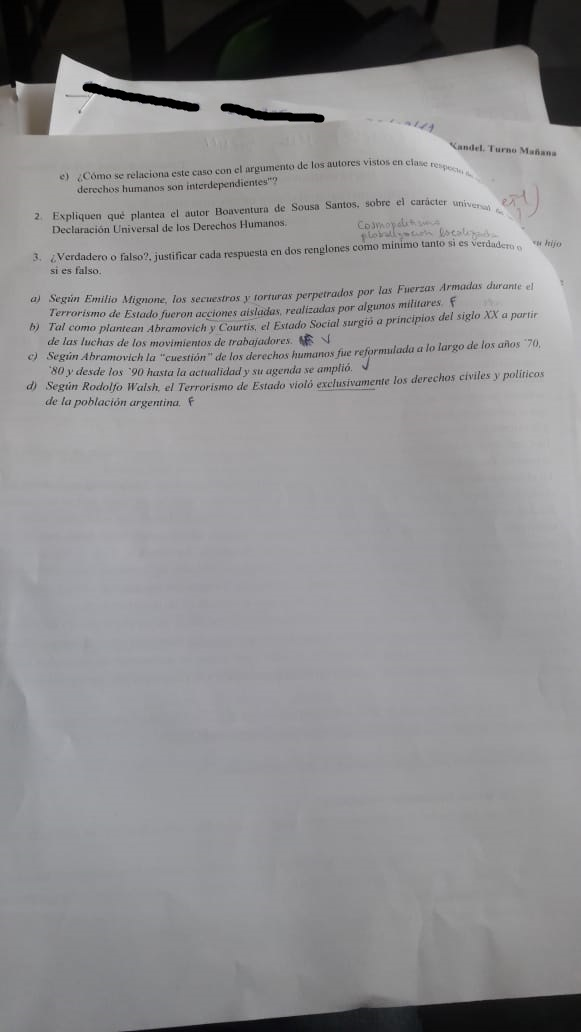 Kandel. Turno Mañana
e) ¿Cómo se relaciona este caso con el argumento de los autores vistos en clase respecto
derechos humanos son interdependientes"?
2. Expliquen qué plantea el autor Boaventura de Sousa Santos, sobre el carácter universal de
Declaración Universal de los Derechos Humanos.
Cosmopolitismo
globalización localizada
su hijo
3. ¿Verdadero o falso?, justificar cada respuesta en dos renglones como mínimo tanto si es verdadero o
si es falso.
a) Según Emilio Mignone, los secuestros y torturas perpetrados por las Fuerzas Armadas durante el
Terrorismo de Estado fueron acciones aisladas, realizadas por algunos militares. F
b) Tal como plantean Abramovich y Courtis, el Estado Social surgió a principios del siglo XX a partir
de las luchas de los movimientos de trabajadores. V
c) Según Abramovich la "cuestión" de los derechos humanos fue reformulada a lo largo de los años ´70,
´80 y desde los ´90 hasta la actualidad y su agenda se amplió. V
d) Según Rodolfo Walsh, el Terrorismo de Estado violó exclusivamente los derechos civiles y políticos
de la población argentina. F